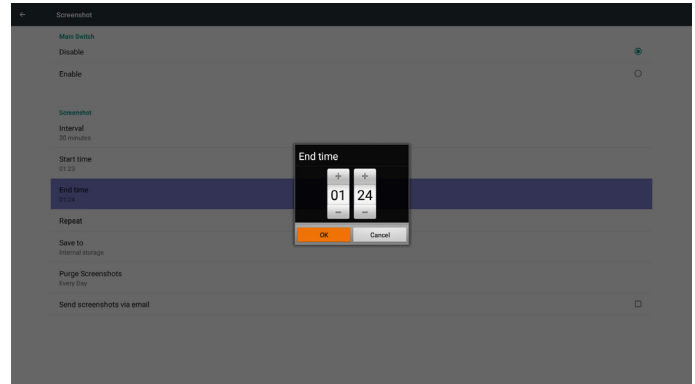 Screenshot
Main Switch
Disable
Enable
Screenshot
Interval
30 minutes
Start time
01:23
End time
01:24
Repeat
Save to
Internal storage
Purge Screenshots
Every Day
Send screenshots via email
End time
+ +
01 24
− −
OK Cancel